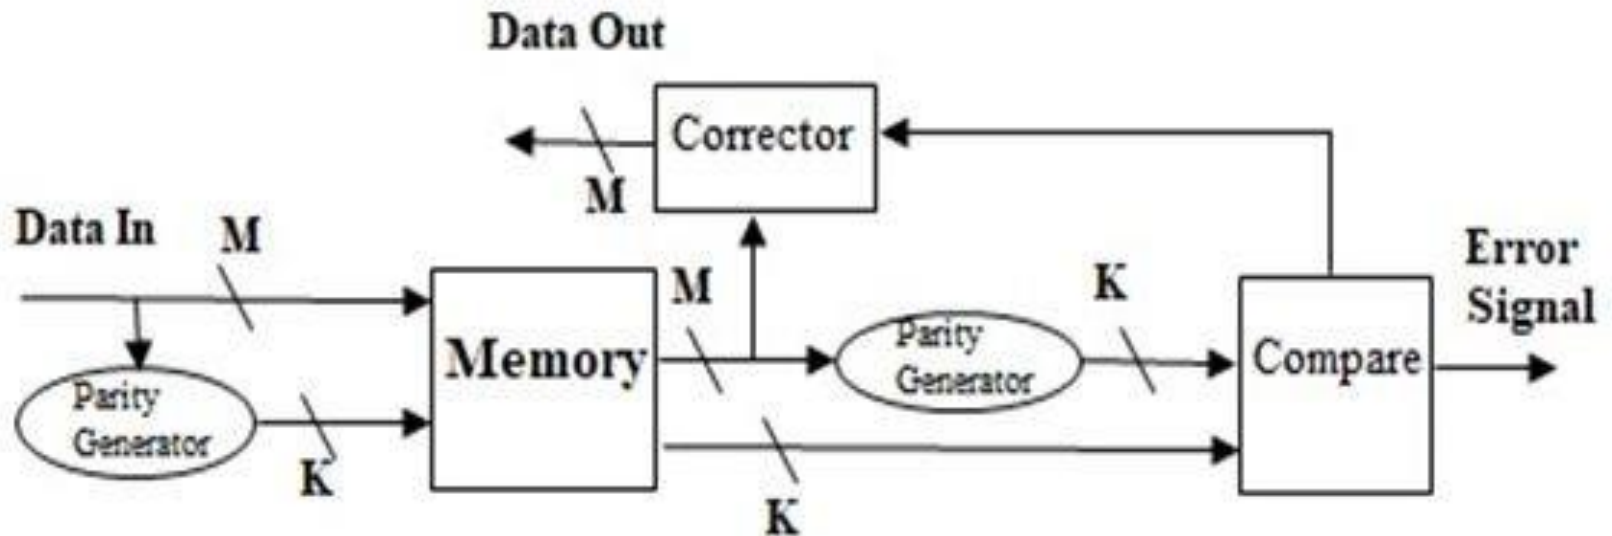 Data Out
Corrector
M
Data In
M
Error
Signal
M
K
Memory
Parity
Generator
Compare
Parity
Generator
K
K